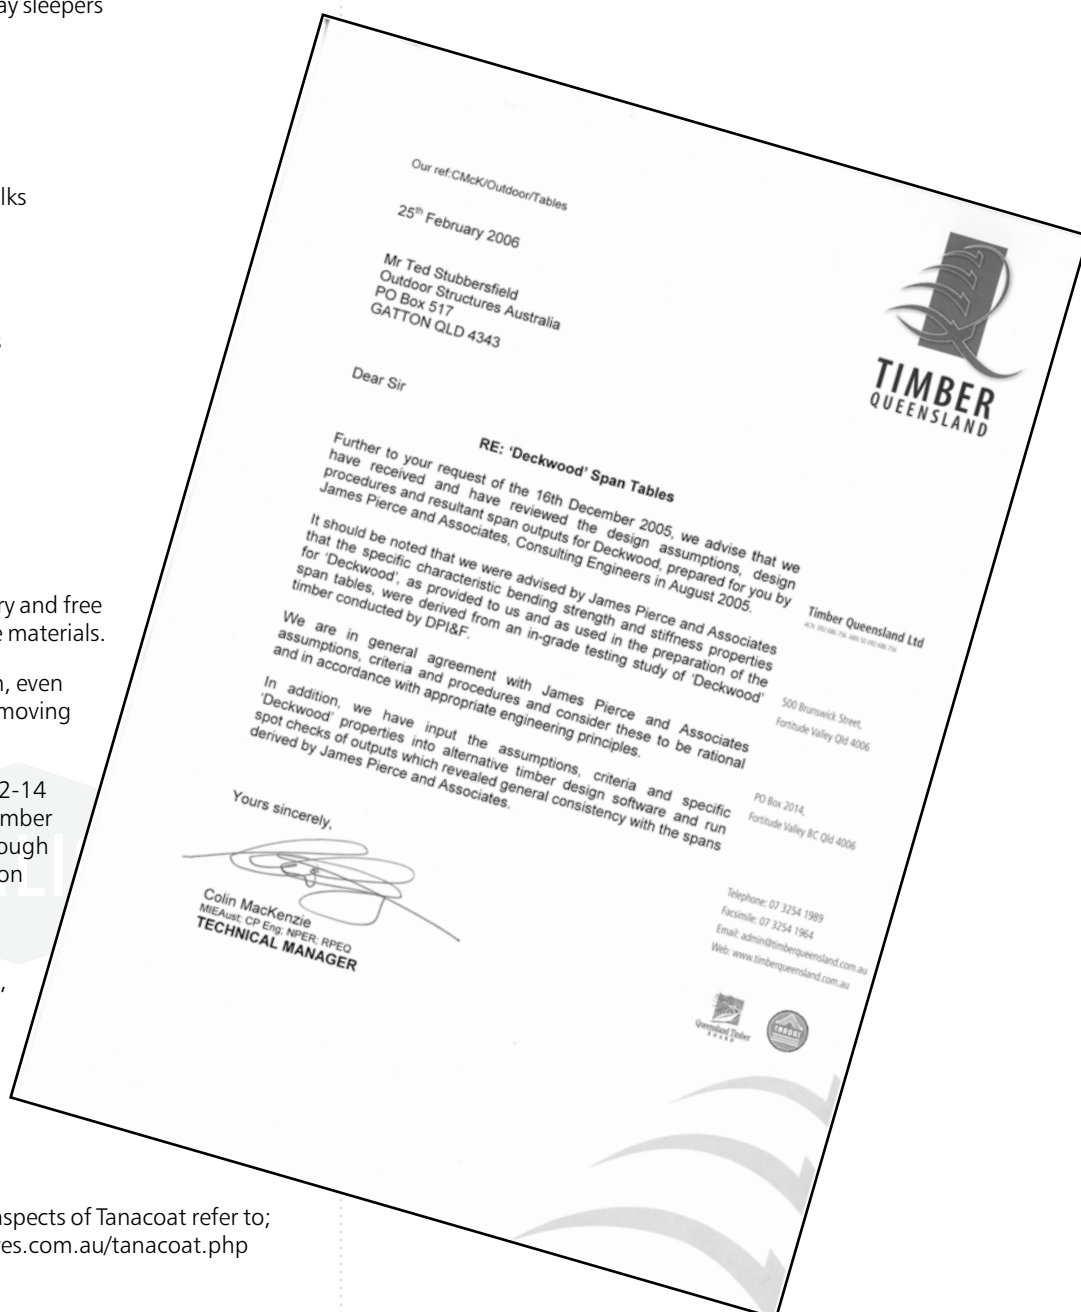 ay sleepers
lks
s
ry and free
e materials.
n, even
moving
2-14
mber
ough
on
LI
,
aspects of Tanacoat refer to;
res.com.au/tanacoat.php
Our ref:CMcK/Outdoor/Tables
25th February 2006
Mr Ted Stubbersfield
Outdoor Structures Australia
PO Box 517
GATTON QLD 4343
Dear Sir
RE: ‘Deckwood’ Span Tables
Further to your request of the 16th December 2005, we advise that we
have received and have reviewed the design assumptions, design
procedures and resultant span outputs for Deckwood, prepared for you by
James Pierce and Associates, Consulting Engineers in August 2005.
It should be noted that we were advised by James Pierce and Associates
that the specific characteristic bending strength and stiffness properties
for ‘Deckwood’, as provided to us and as used in the preparation of the
span tables, were derived from an in-grade testing study of ‘Deckwood’
timber conducted by DPI&F.
We are in general agreement with James Pierce and Associates
assumptions, criteria and procedures and consider these to be rational
and in accordance with appropriate engineering principles.
In addition, we have input the assumptions, criteria and specific
‘Deckwood’ properties into alternative timber design software and run
spot checks of outputs which revealed general consistency with the spans
derived by James Pierce and Associates.
Yours sincerely,
Colin MacKenzie
MIEAust; CP Eng; NPER; RPEQ
TECHNICAL MANAGER
TIMBER
QUEENSLAND
Timber Queensland Ltd
500 Brunswick Street,
Fortitude Valley Qld 4006
PO Box 2014,
Fortitude Valley BC Qld 4006
Telephone: 07 3254 1989
Facsimile: 07 3254 1964
Email: admin@timberqueensland.com.au
Web: www.timberqueensland.com.au
Queensland Timber
BOARD